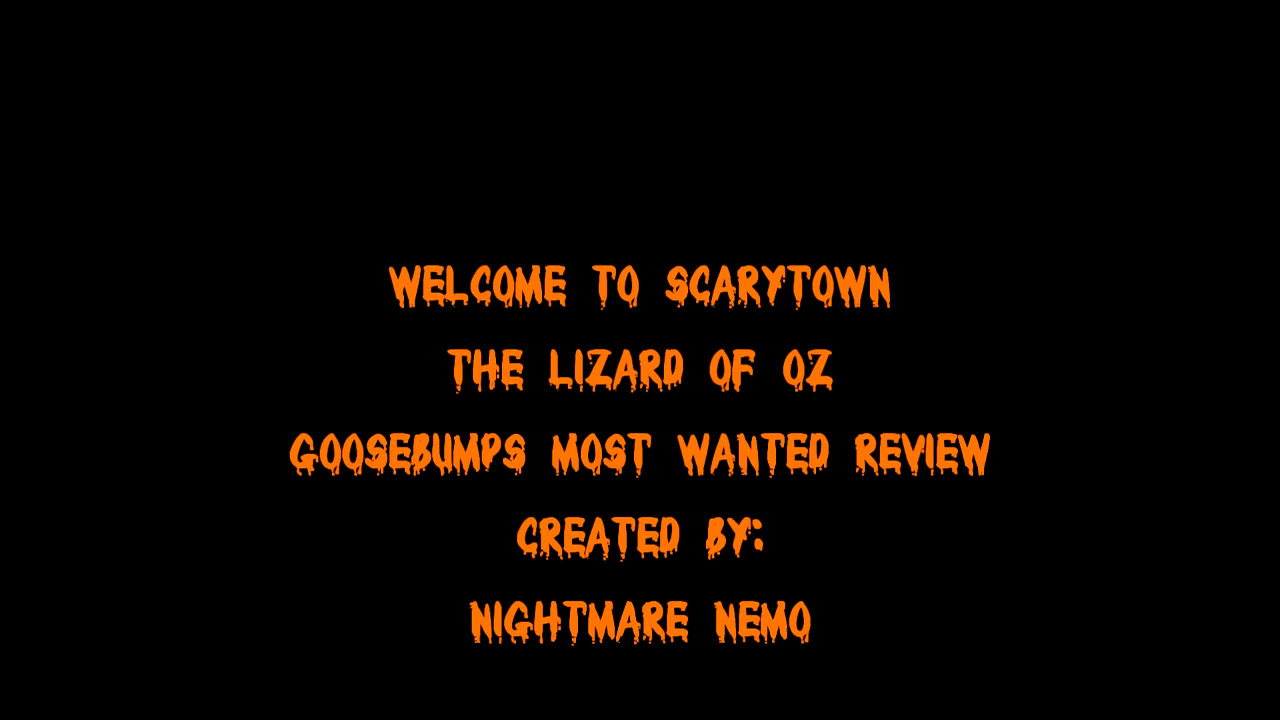 WELCOME TO SCARYTOWN
THE LIZARD OF OZ
GOOSEBUMPS MOST WANTED REVIEW
CREATED BY:
NIGHTMARE NEMO